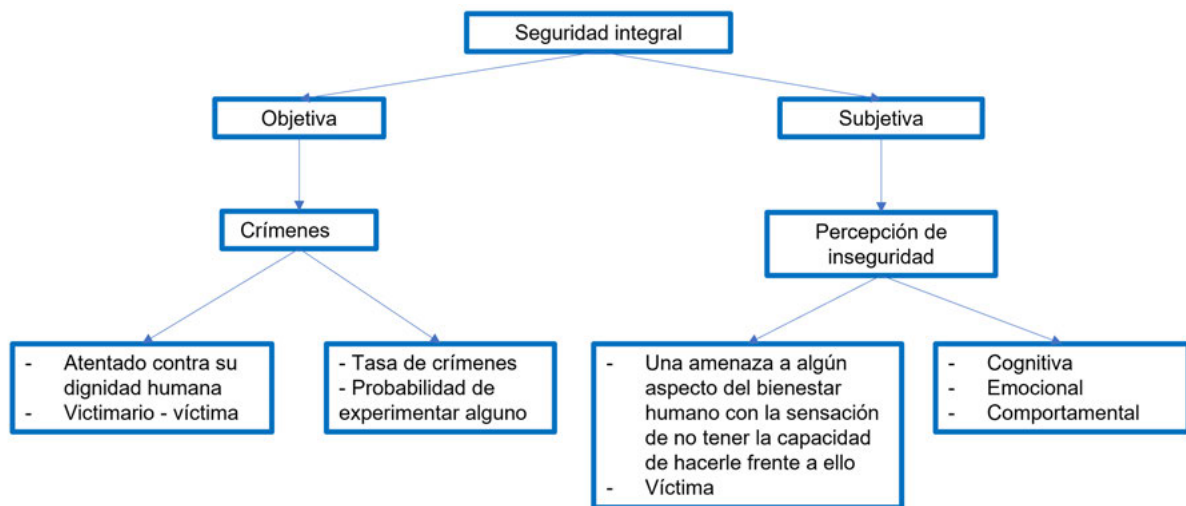 Seguridad integral
Objetiva
Subjetiva
Crímenes
Percepción de
inseguridad
- Atentado contra su
dignidad humana
- Victimario - víctima
- Tasa de crímenes
- Probabilidad de
experimentar alguno
- Una amenaza a algún
aspecto del bienestar
humano con la sensación
de no tener la capacidad
de hacerle frente a ello
- Víctima
- Cognitiva
- Emocional
- Comportamental